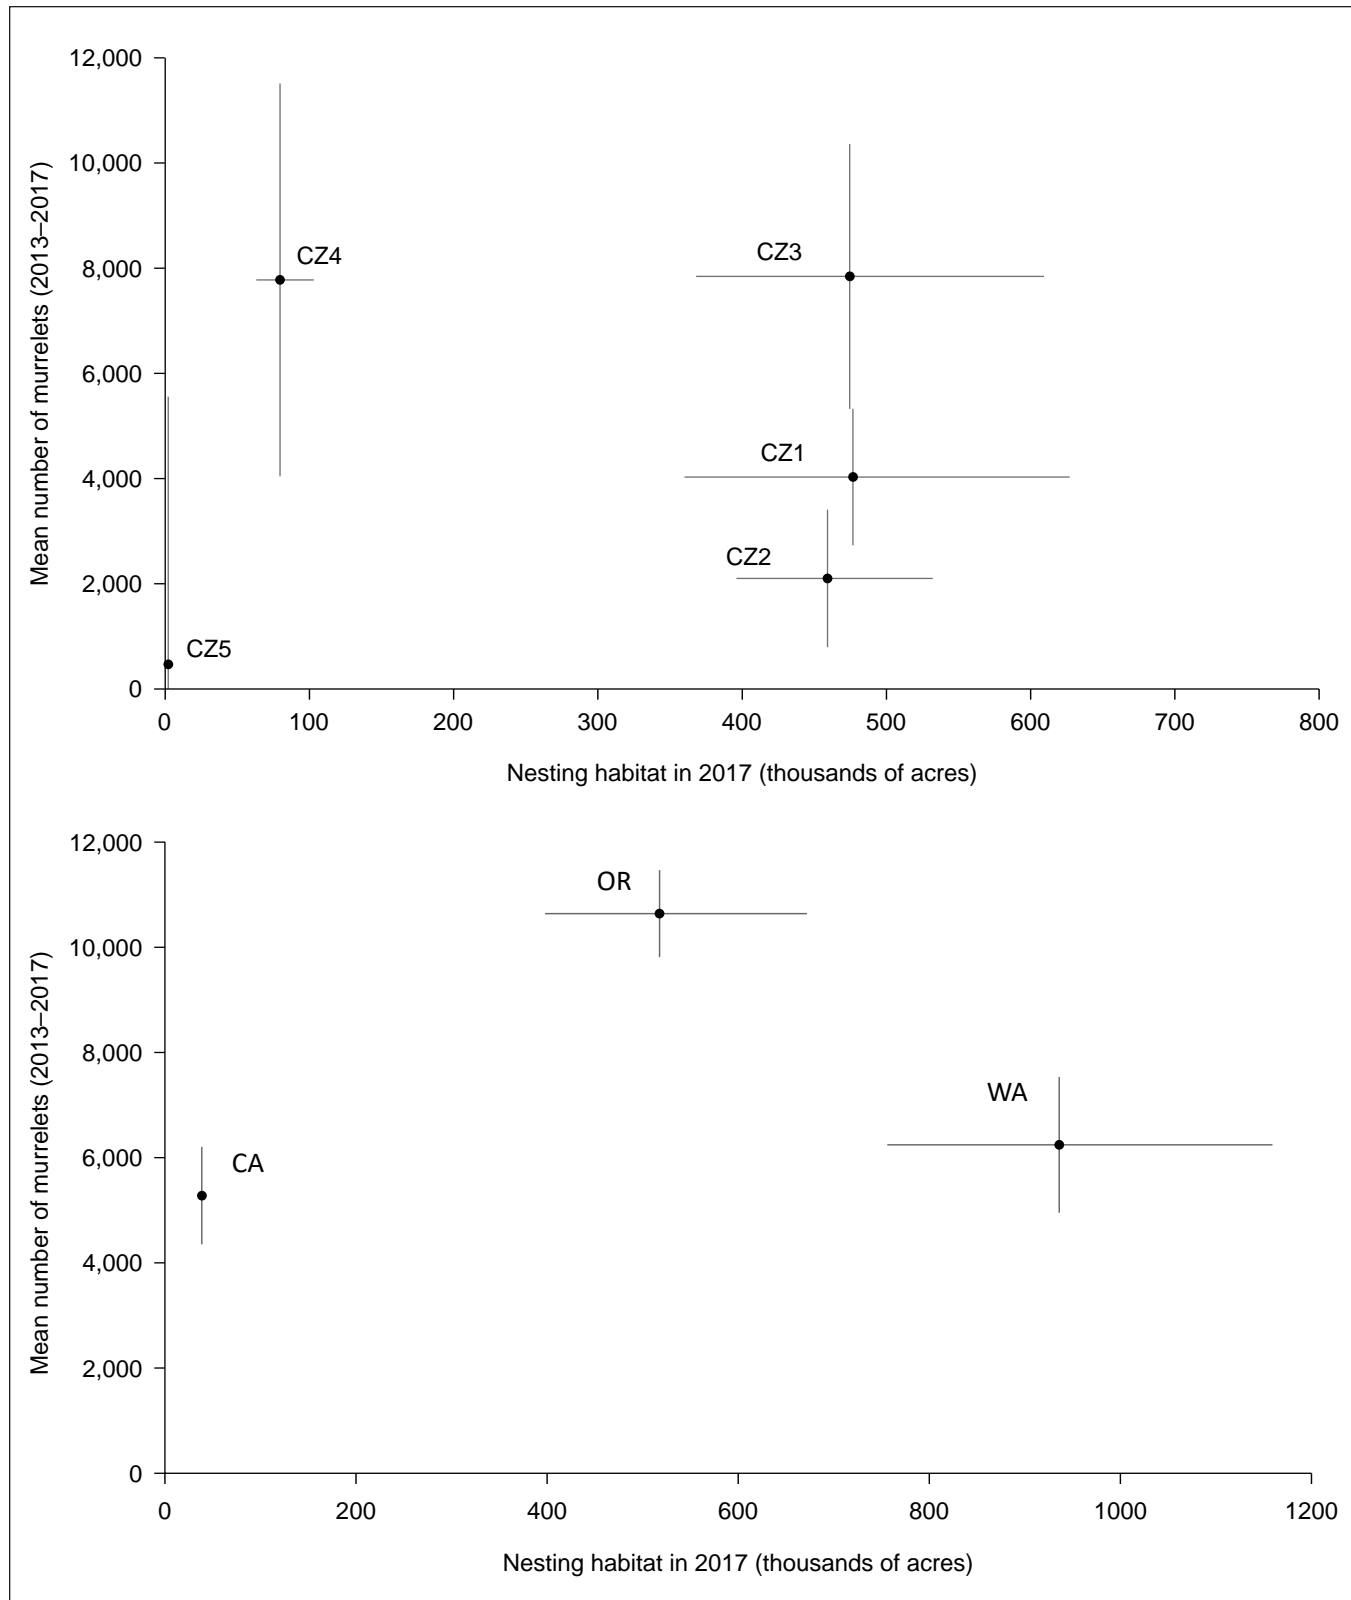 12,000
10,000
8,000
6,000
4,000
2,000
0
Mean number of murrelets (2013–2017)
CZ4
CZ3
CZ1
CZ2
CZ5
0 100 200 300 400 500 600 700 800
Nesting habitat in 2017 (thousands of acres)
12,000
10,000
8,000
6,000
4,000
2,000
0
Mean number of murrelets (2013–2017)
OR
WA
CA
0 200 400 600 800 1000 1200
Nesting habitat in 2017 (thousands of acres)